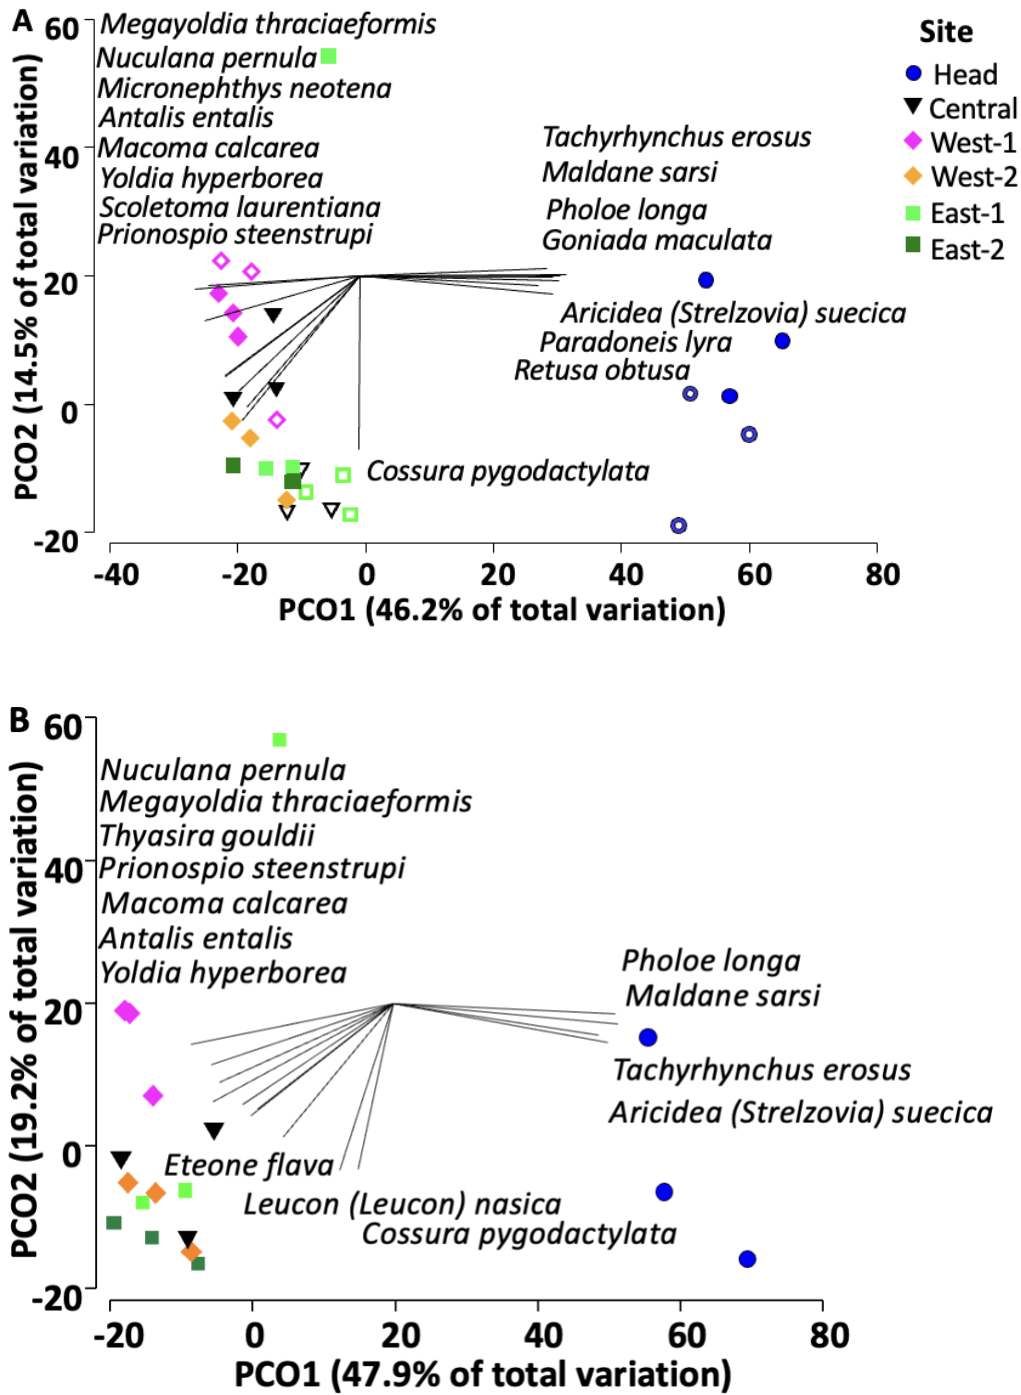 A
60
40
20
0
-20
PCO2 (14.5% of total variation)
Megayoldia thraciaeformis
Nuculana pernula
Micronephthys neotena
Antalis entalis
Macoma calcarea
Yoldia hyperborea
Scoletoma laurentiana
Prionospio steenstrupi
Tachyrhynchus erosus
Maldane sarsi
Pholoe longa
Goniada maculata
Aricidea (Strelzovia) suecica
Paradoneis lyra
Retusa obtusa
Cossura pygodactylata
Site
Head
Central
West-1
West-2
East-1
East-2
-40 -20 0 20 40 60 80
PCO1 (46.2% of total variation)
B
60
40
20
0
-20
PCO2 (19.2% of total variation)
Nuculana pernula
Megayoldia thraciaeformis
Thyasira gouldii
Prionospio steenstrupi
Macoma calcarea
Antalis entalis
Yoldia hyperborea
Pholoe longa
Maldane sarsi
Tachyrhynchus erosus
Aricidea (Strelzovia) suecica
Eteone flava
Leucon (Leucon) nasica
Cossura pygodactylata
-20 0 20 40 60 80
PCO1 (47.9% of total variation)